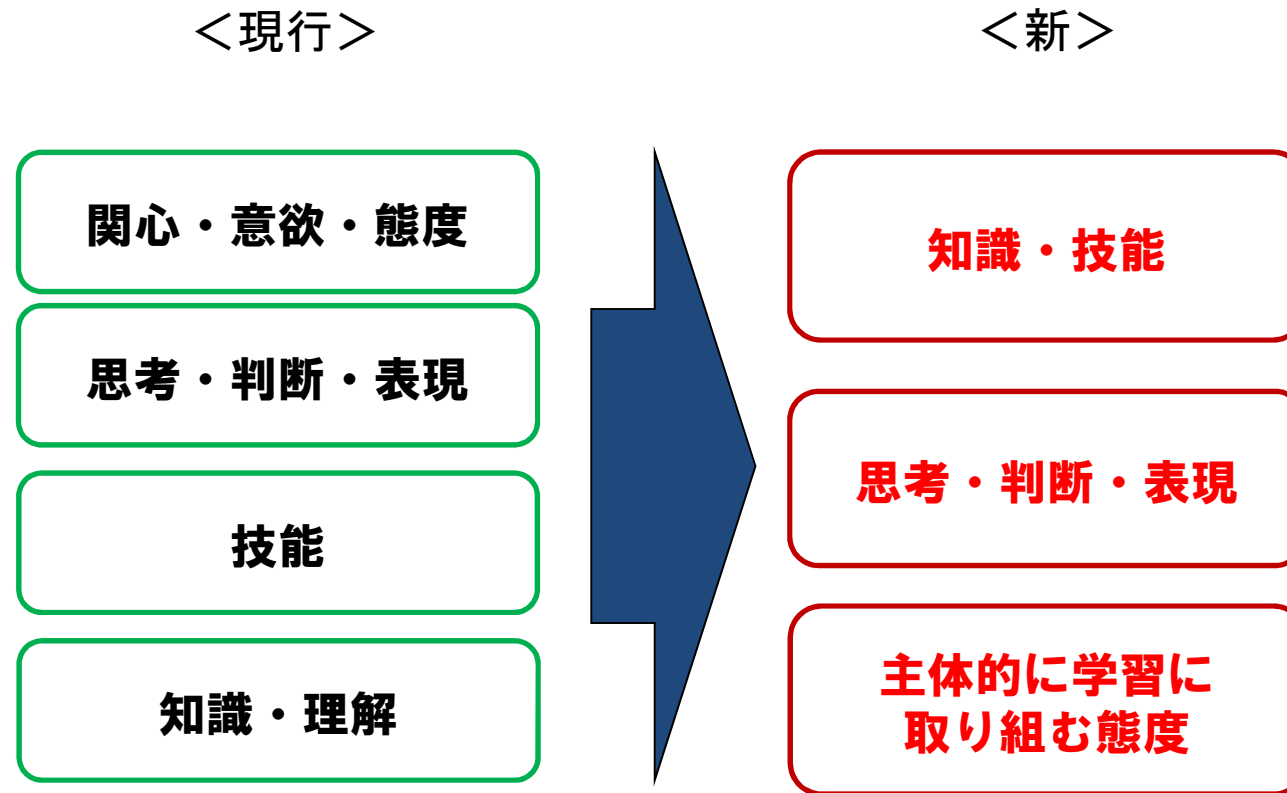 ＜現行＞
＜新＞
関心・意欲・態度
思考・判断・表現
技能
知識・理解
知識・技能
思考・判断・表現
主体的に学習に
取り組む態度